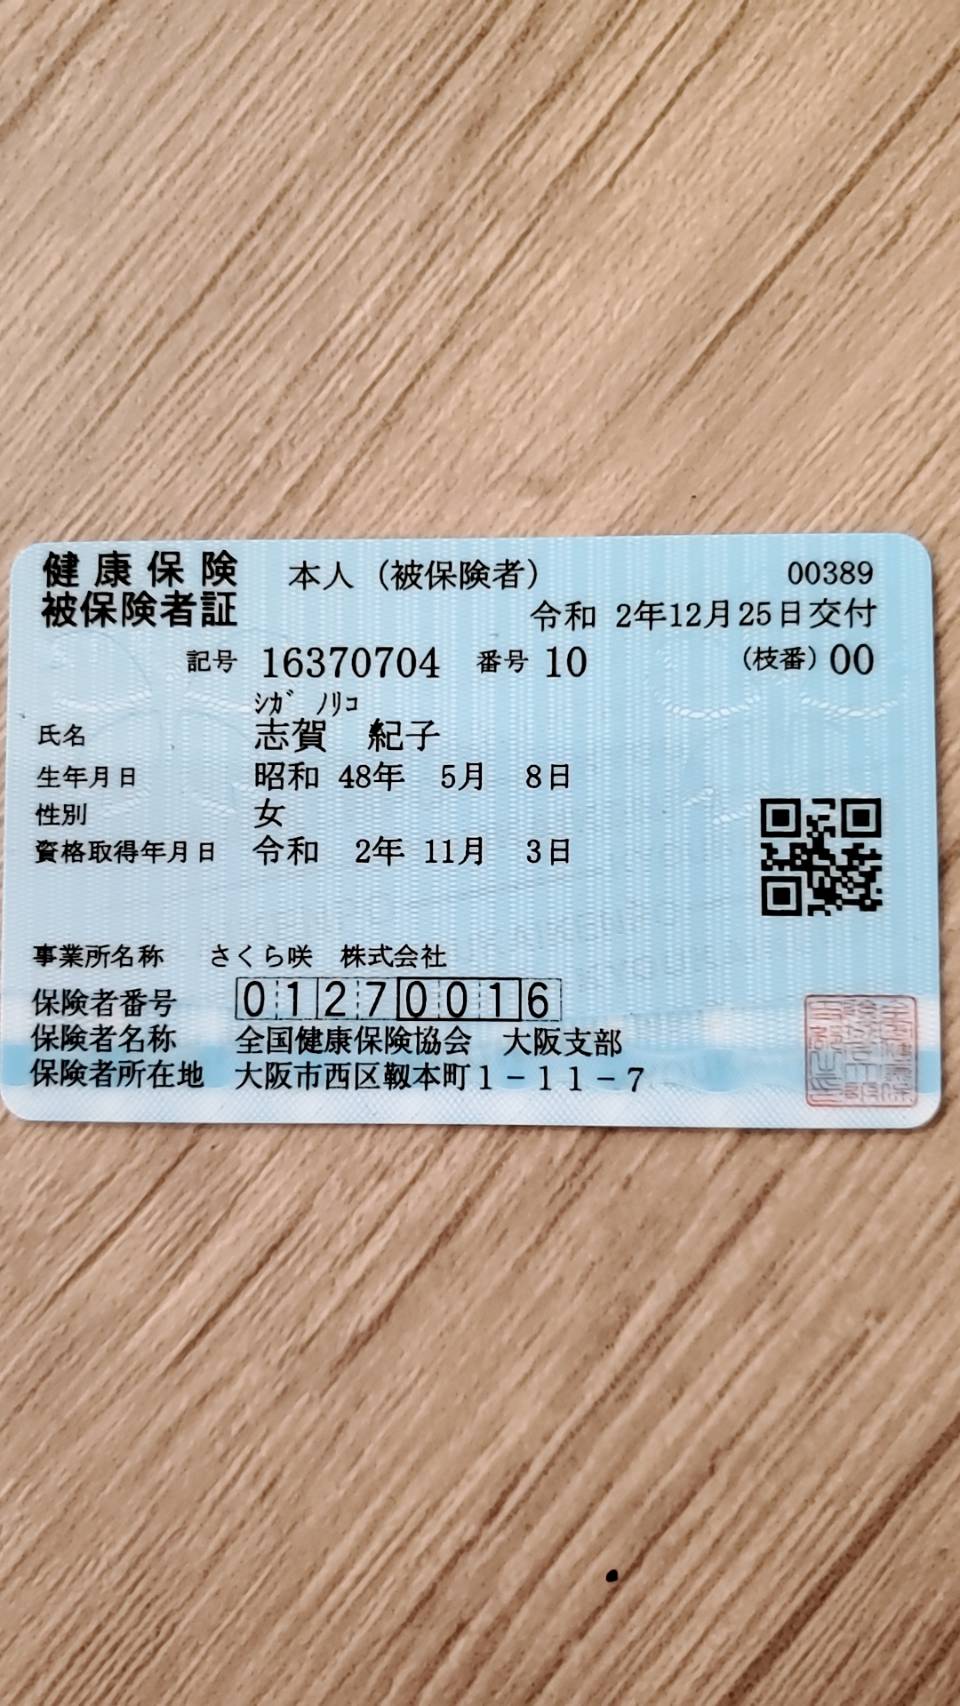 健康保険 本人（被保険者） 00389
被保険者証 令和 2年12月25日交付
記号 16370704 番号 10 （枝番）00
ｼｶﾞ ﾉﾘｺ
氏名 志賀 紀子
生年月日 昭和 48年 5月 8日
性別 女
資格取得年月日 令和 2年 11月 3日
事業所名称 さくら咲 株式会社
保険者番号 01270016
保険者名称 全国健康保険協会 大阪支部
保険者所在地 大阪市西区靱本町1－11－7